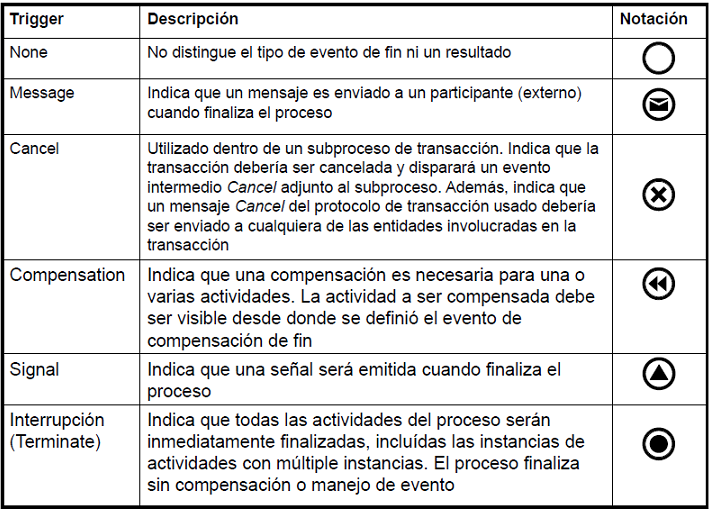 Trigger Descripción Notación
None No distingue el tipo de evento de fin ni un resultado
Message Indica que un mensaje es enviado a un participante (externo)
cuando finaliza el proceso
Cancel Utilizado dentro de un subproceso de transacción. Indica que la
transacción debería ser cancelada y disparará un evento
intermedio Cancel adjunto al subproceso. Además, indica que
un mensaje Cancel del protocolo de transacción usado debería
ser enviado a cualquiera de las entidades involucradas en la
transacción
Compensation Indica que una compensación es necesaria para una o
varias actividades. La actividad a ser compensada debe
ser visible desde donde se definió el evento de
compensación de fin
Signal Indica que una señal será emitida cuando finaliza el
proceso
Interrupción Indica que todas las actividades del proceso serán
(Terminate) inmediatamente finalizadas, incluídas las instancias de
actividades con múltiple instancias. El proceso finaliza
sin compensación o manejo de evento